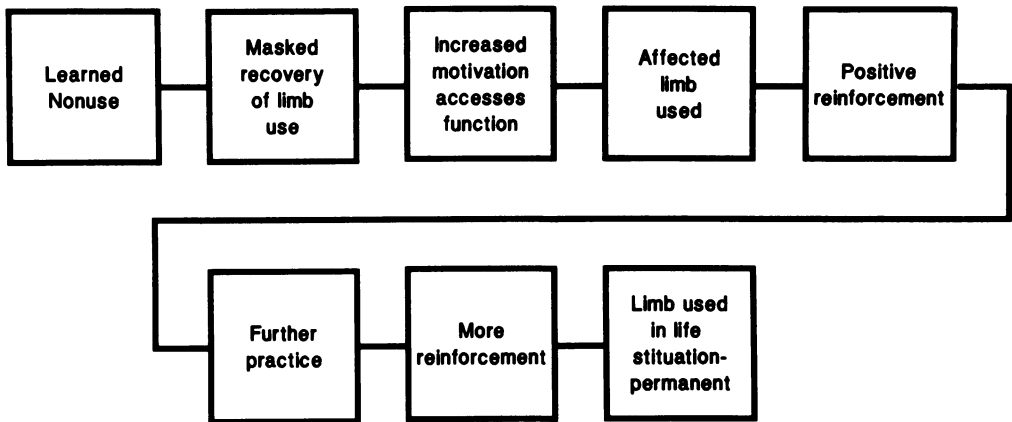 Learned
Nonuse
Masked
recovery
of limb
use
Increased
motivation
accesses
function
Affected
limb
used
Positive
reinforcement
Further
practice
More
reinforcement
Limb used
in life
stituation-
permanent